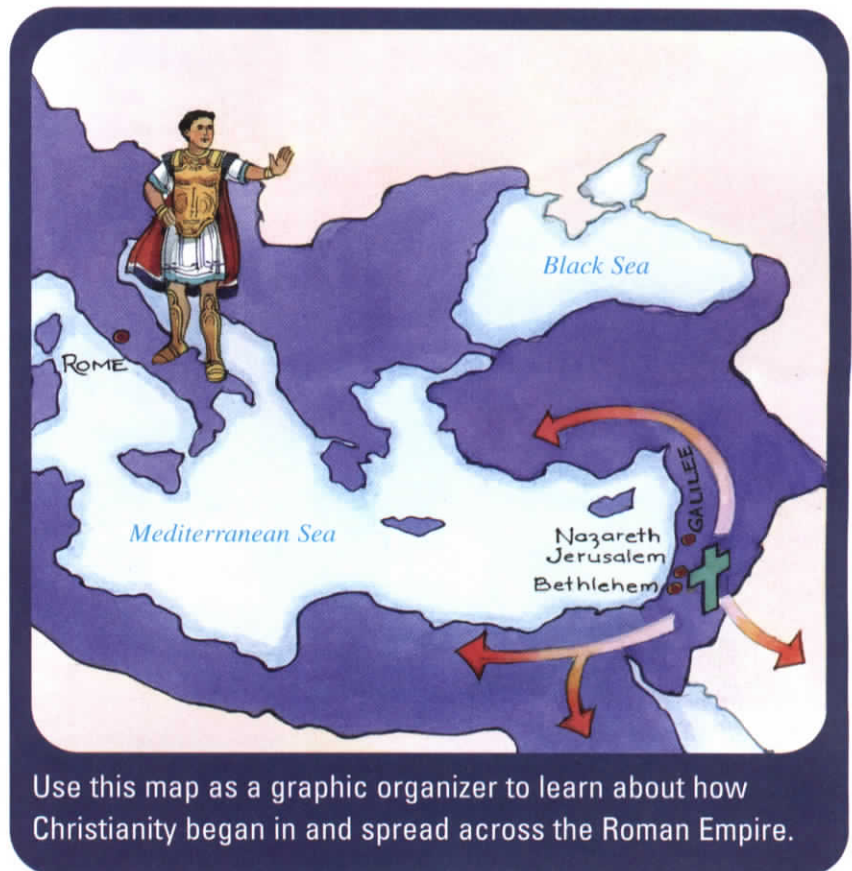 Black Sea
ROME
GALILEE
Mediterranean Sea
Nazareth
Jerusalem
Bethlehem
Use this map as a graphic organizer to learn about how
Christianity began in and spread across the Roman Empire.